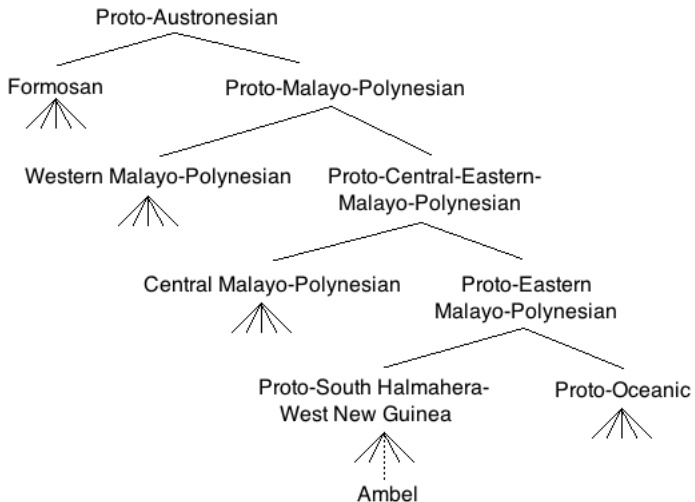 Proto-Austronesian
Formosan
Proto-Malayo-Polynesian
Western Malayo-Polynesian
Proto-Central-Eastern-
Malayo-Polynesian
Central Malayo-Polynesian
Proto-Eastern
Malayo-Polynesian
Proto-South Halmahera-
West New Guinea
Proto-Oceanic
Ambel